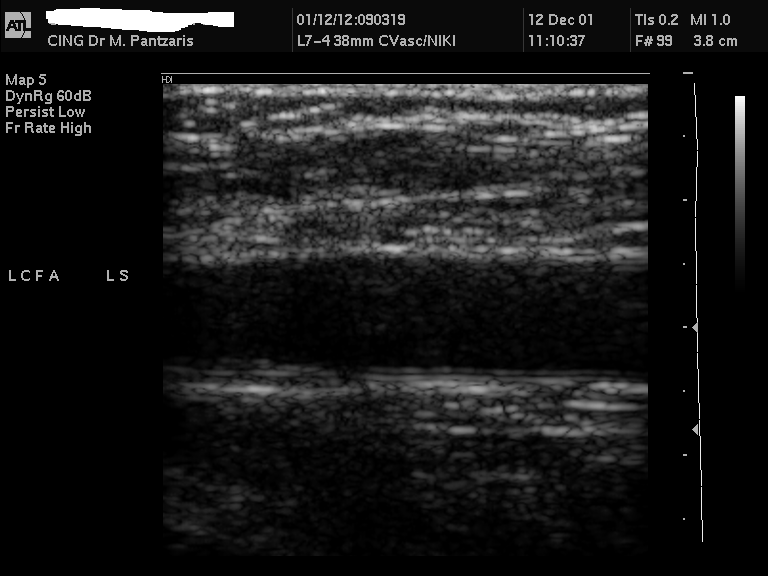 ATL
01/12/12:090319
12 Dec 01
TIs 0.2 MI 1.0
CING Dr M. Pantzaris
L7-4 38mm CVasc/NIKI
11:10:37
F# 99 3.8 cm
HDI
Map 5
DynRg 60dB
Persist Low
Fr Rate High
LCFA LS